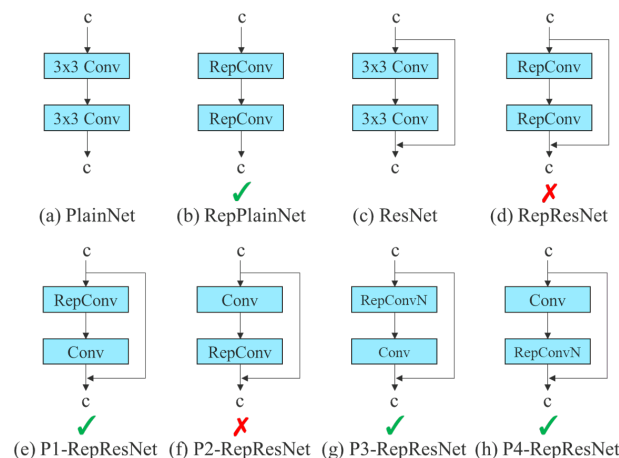 c c c c
3x3 Conv RepConv 3x3 Conv RepConv
3x3 Conv RepConv 3x3 Conv RepConv
c c c c
(a) PlainNet (b) RepPlainNet (c) ResNet (d) RepResNet
c c c c
RepConv Conv RepConvN Conv
Conv RepConv Conv RepConvN
c c c c
(e) P1-RepResNet (f) P2-RepResNet (g) P3-RepResNet (h) P4-RepResNet